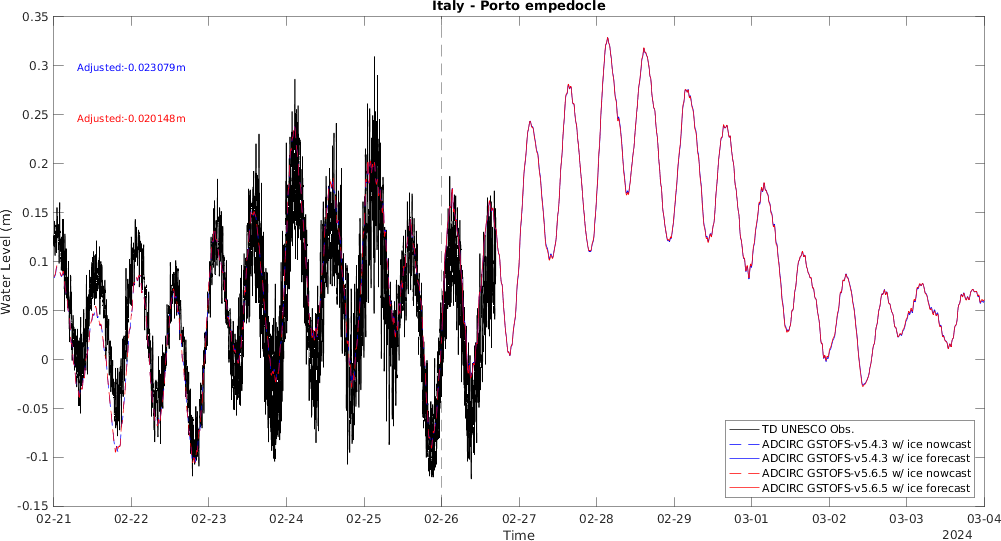 Italy - Porto empedocle
0.35
0.3
0.25
0.2
0.15
0.1
0.05
0
-0.05
-0.1
-0.15
Water Level (m)
Adjusted:-0.023079m
Adjusted:-0.020148m
TD UNESCO Obs.
ADCIRC GSTOFS-v5.4.3 w/ ice nowcast
ADCIRC GSTOFS-v5.4.3 w/ ice forecast
ADCIRC GSTOFS-v5.6.5 w/ ice nowcast
ADCIRC GSTOFS-v5.6.5 w/ ice forecast
02-21 02-22 02-23 02-24 02-25 02-26 02-27 02-28 02-29 03-01 03-02 03-03 03-04
Time
2024